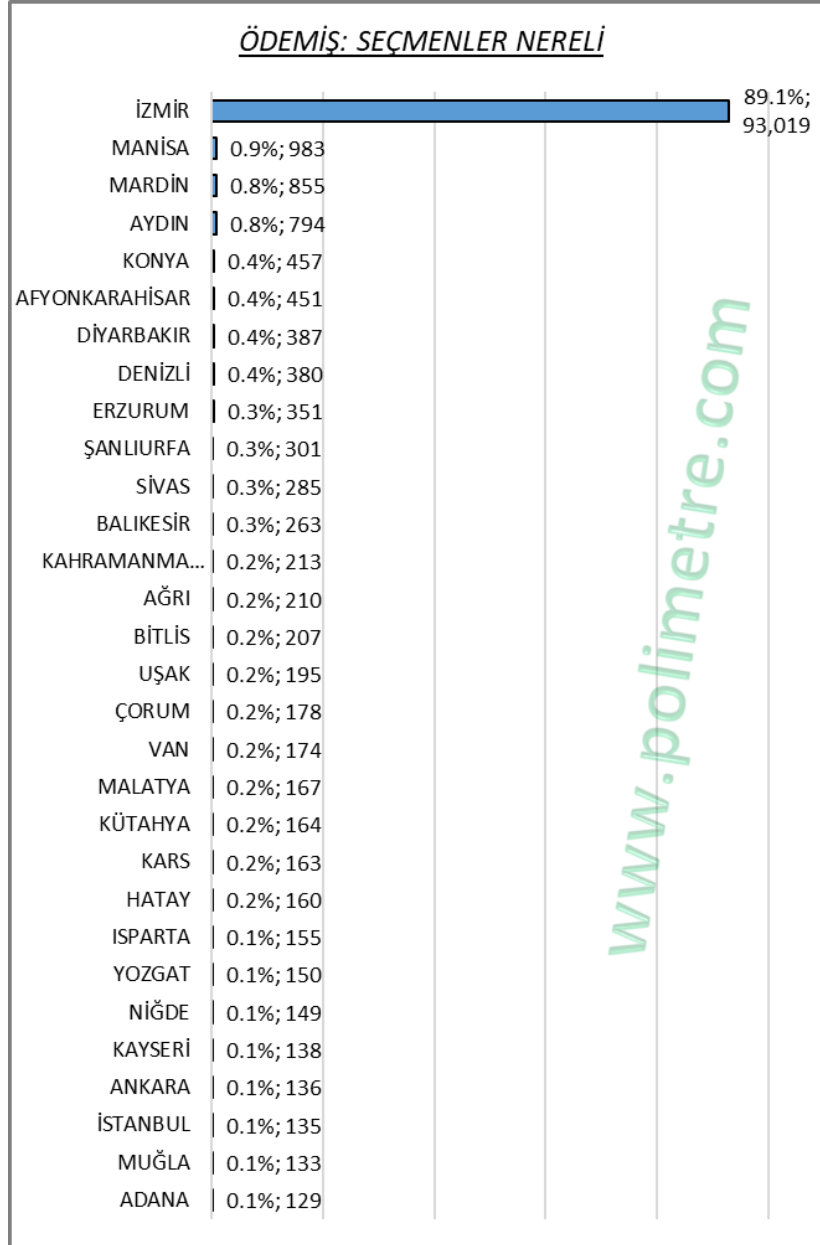 ÖDEMİŞ: SEÇMENLER NERELİ
İZMİR 89.1%; 93,019
MANİSA 0.9%; 983
MARDİN 0.8%; 855
AYDIN 0.8%; 794
KONYA 0.4%; 457
AFYONKARAHİSAR 0.4%; 451
DİYARBAKIR 0.4%; 387
DENİZLİ 0.4%; 380
ERZURUM 0.3%; 351
ŞANLIURFA 0.3%; 301
SİVAS 0.3%; 285
BALIKESİR 0.3%; 263
KAHRAMANMA... 0.2%; 213
AĞRI 0.2%; 210
BİTLİS 0.2%; 207
UŞAK 0.2%; 195
ÇORUM 0.2%; 178
VAN 0.2%; 174
MALATYA 0.2%; 167
KÜTAHYA 0.2%; 164
KARS 0.2%; 163
HATAY 0.2%; 160
ISPARTA 0.1%; 155
YOZGAT 0.1%; 150
NİĞDE 0.1%; 149
KAYSERİ 0.1%; 138
ANKARA 0.1%; 136
İSTANBUL 0.1%; 135
MUĞLA 0.1%; 133
ADANA 0.1%; 129
www.polimetre.com